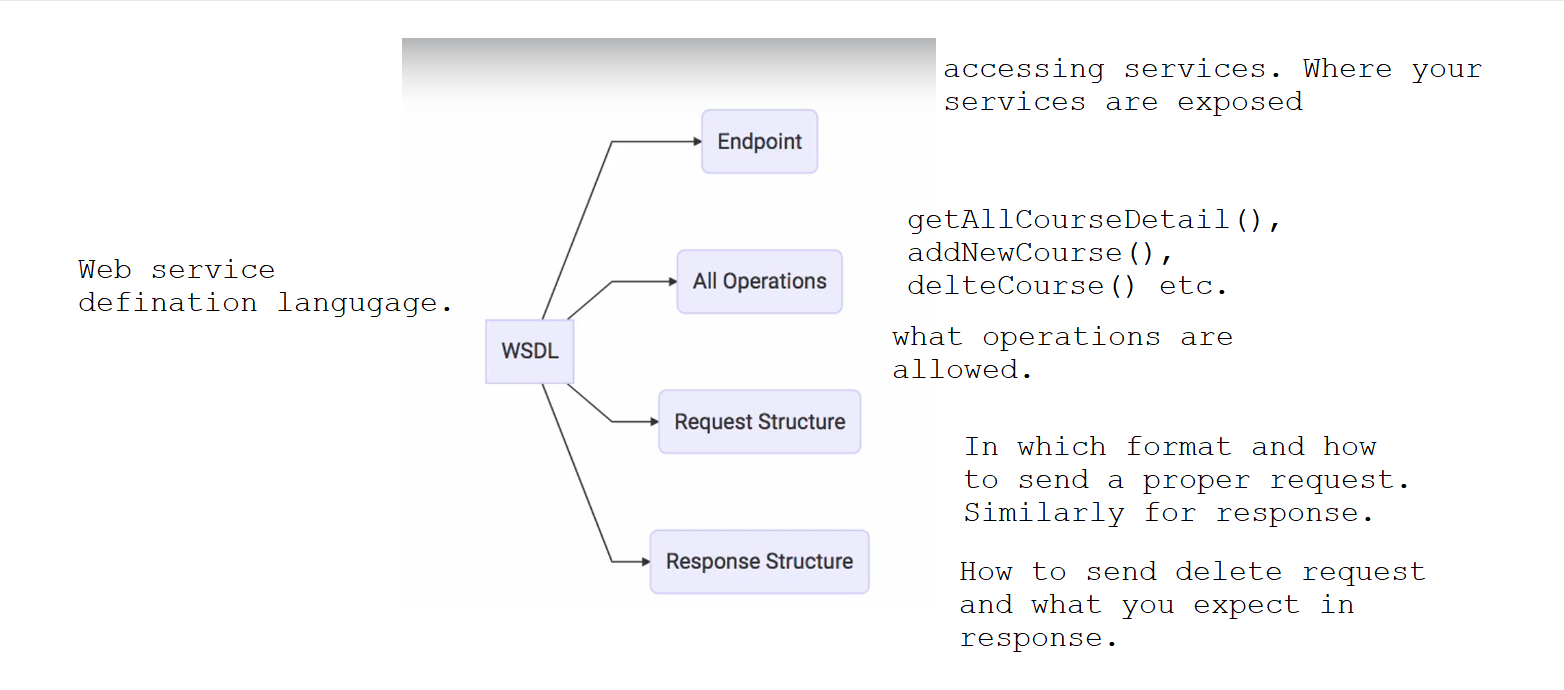 accessing services. Where your
services are exposed
Endpoint
getAllCourseDetail(),
addNewCourse(),
delteCourse() etc.
All Operations
Web service
defination langugage.
WSDL
what operations are
allowed.
Request Structure
In which format and how
to send a proper request.
Similarly for response.
Response Structure
How to send delete request
and what you expect in
response.